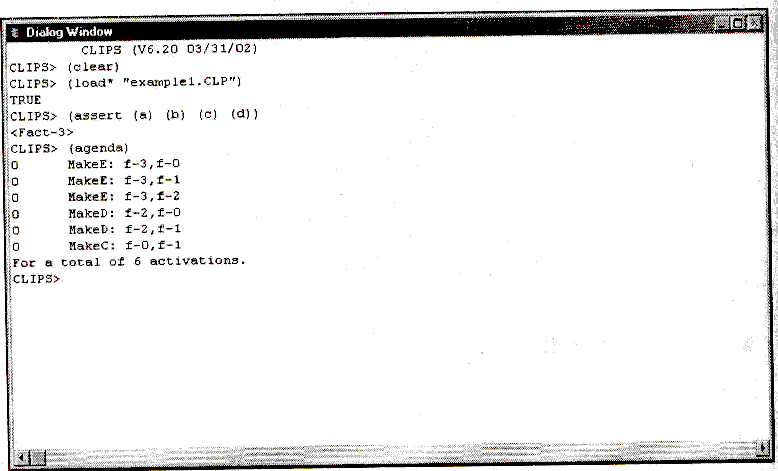 Dialog Window
CLIPS (V6.20 03/31/02)
CLIPS> (clear)
CLIPS> (load* "example1.CLP")
TRUE
CLIPS> (assert (a) (b) (c) (d))
<Fact-3>
CLIPS> (agenda)
0 MakeE: f-3,f-0
0 MakeE: f-3,f-1
0 MakeE: f-3,f-2
0 MakeD: f-2,f-0
0 MakeD: f-2,f-1
0 MakeC: f-0,f-1
For a total of 6 activations.
CLIPS>